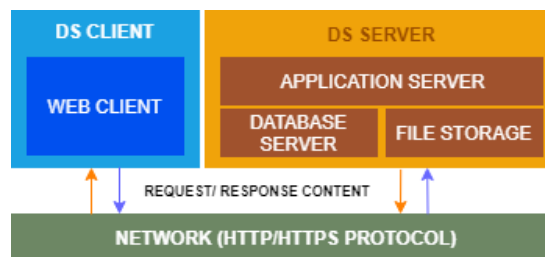 DS CLIENT
WEB CLIENT
DS SERVER
APPLICATION SERVER
DATABASE
SERVER
FILE STORAGE
REQUEST/ RESPONSE CONTENT
NETWORK (HTTP/HTTPS PROTOCOL)